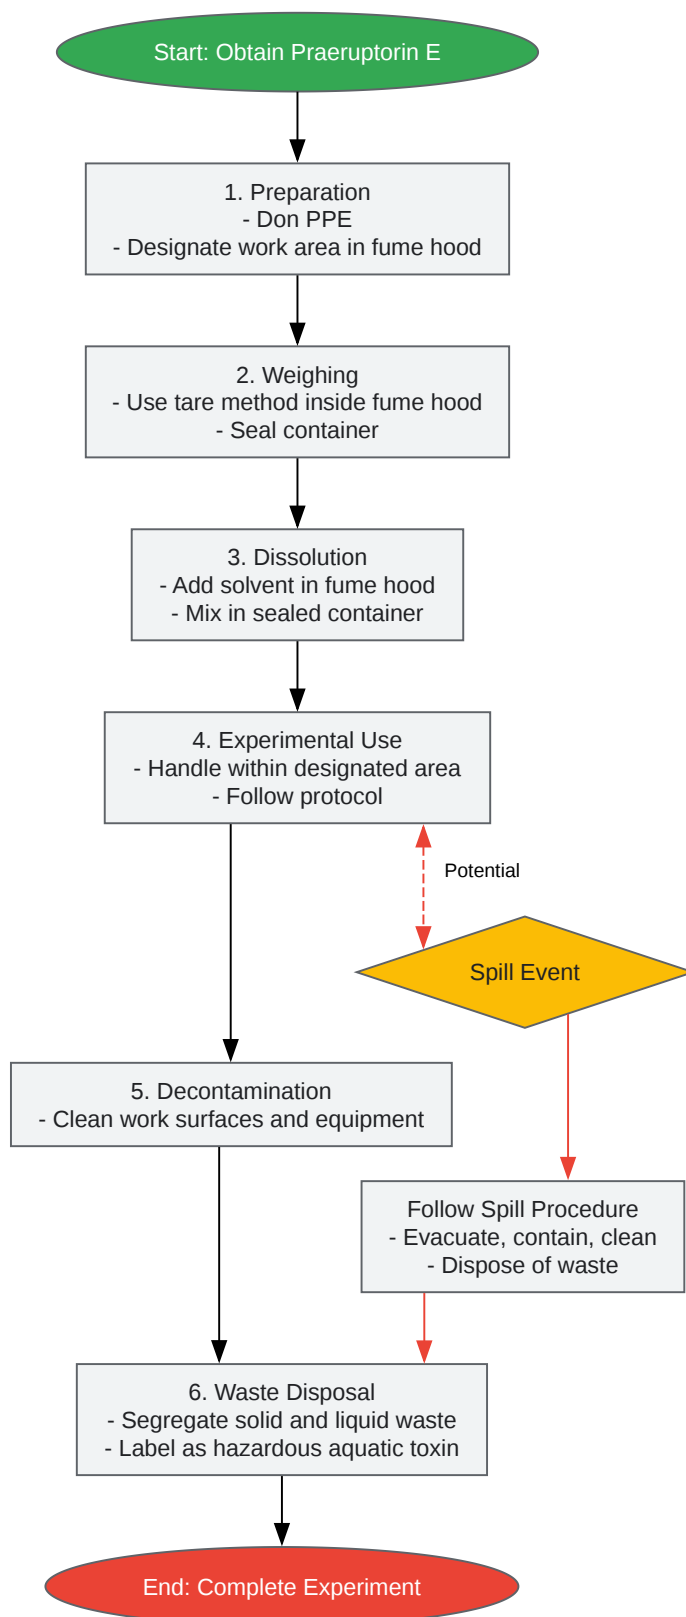 Start: Obtain Praeruptorin E
1. Preparation
- Don PPE
- Designate work area in fume hood
2. Weighing
- Use tare method inside fume hood
- Seal container
3. Dissolution
- Add solvent in fume hood
- Mix in sealed container
4. Experimental Use
- Handle within designated area
- Follow protocol
Potential
Spill Event
5. Decontamination
- Clean work surfaces and equipment
Follow Spill Procedure
- Evacuate, contain, clean
- Dispose of waste
6. Waste Disposal
- Segregate solid and liquid waste
- Label as hazardous aquatic toxin
End: Complete Experiment